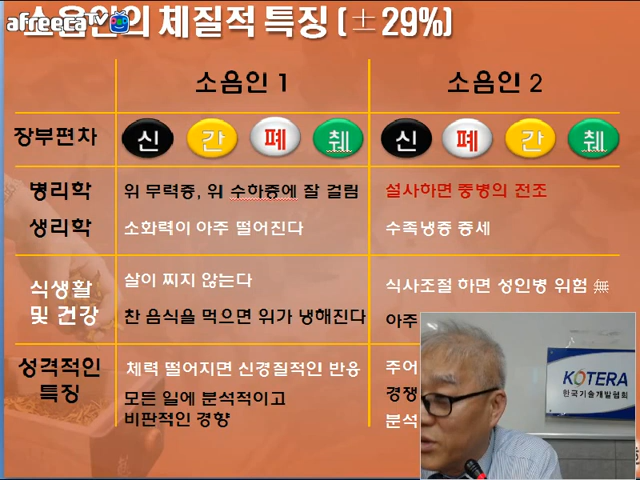 afreecaTV
소음인의 체질적 특징 (±29%)
소음인 1 소음인 2
장부편차 신 간 폐 췌 신 폐 간 췌
병리학 위 무력증, 위 수하증에 잘 걸림 설사하면 중병의 전조
생리학 소화력이 아주 떨어진다 수족냉증 증세
식생활 및 건강
살이 찌지 않는다 식사조절 하면 성인병 위험 無
찬 음식을 먹으면 위가 냉해진다 아주
성격적인 특징
체력 떨어지면 신경질적인 반응 주어
모든 일에 분석적이고 경쟁
비판적인 경향 분석
KOTERA
한국기술개발협회